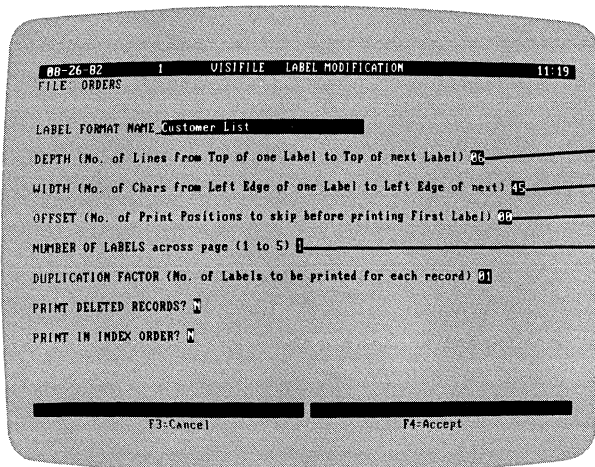 08-26-82 1 VISIFILE LABEL MODIFICATION 11:19
FILE: ORDERS
LABEL FORMAT NAME Customer List
DEPTH (No. of Lines from Top of one Label to Top of next Label) 06
WIDTH (No. of Chars from Left Edge of one Label to Left Edge of next) 45
OFFSET (No. of Print Positions to skip before printing First Label) 00
NUMBER OF LABELS across page (1 to 5) 1
DUPLICATION FACTOR (No. of Labels to be printed for each record) 01
PRINT DELETED RECORDS? N
PRINT IN INDEX ORDER? N
F3=Cancel F4=Accept